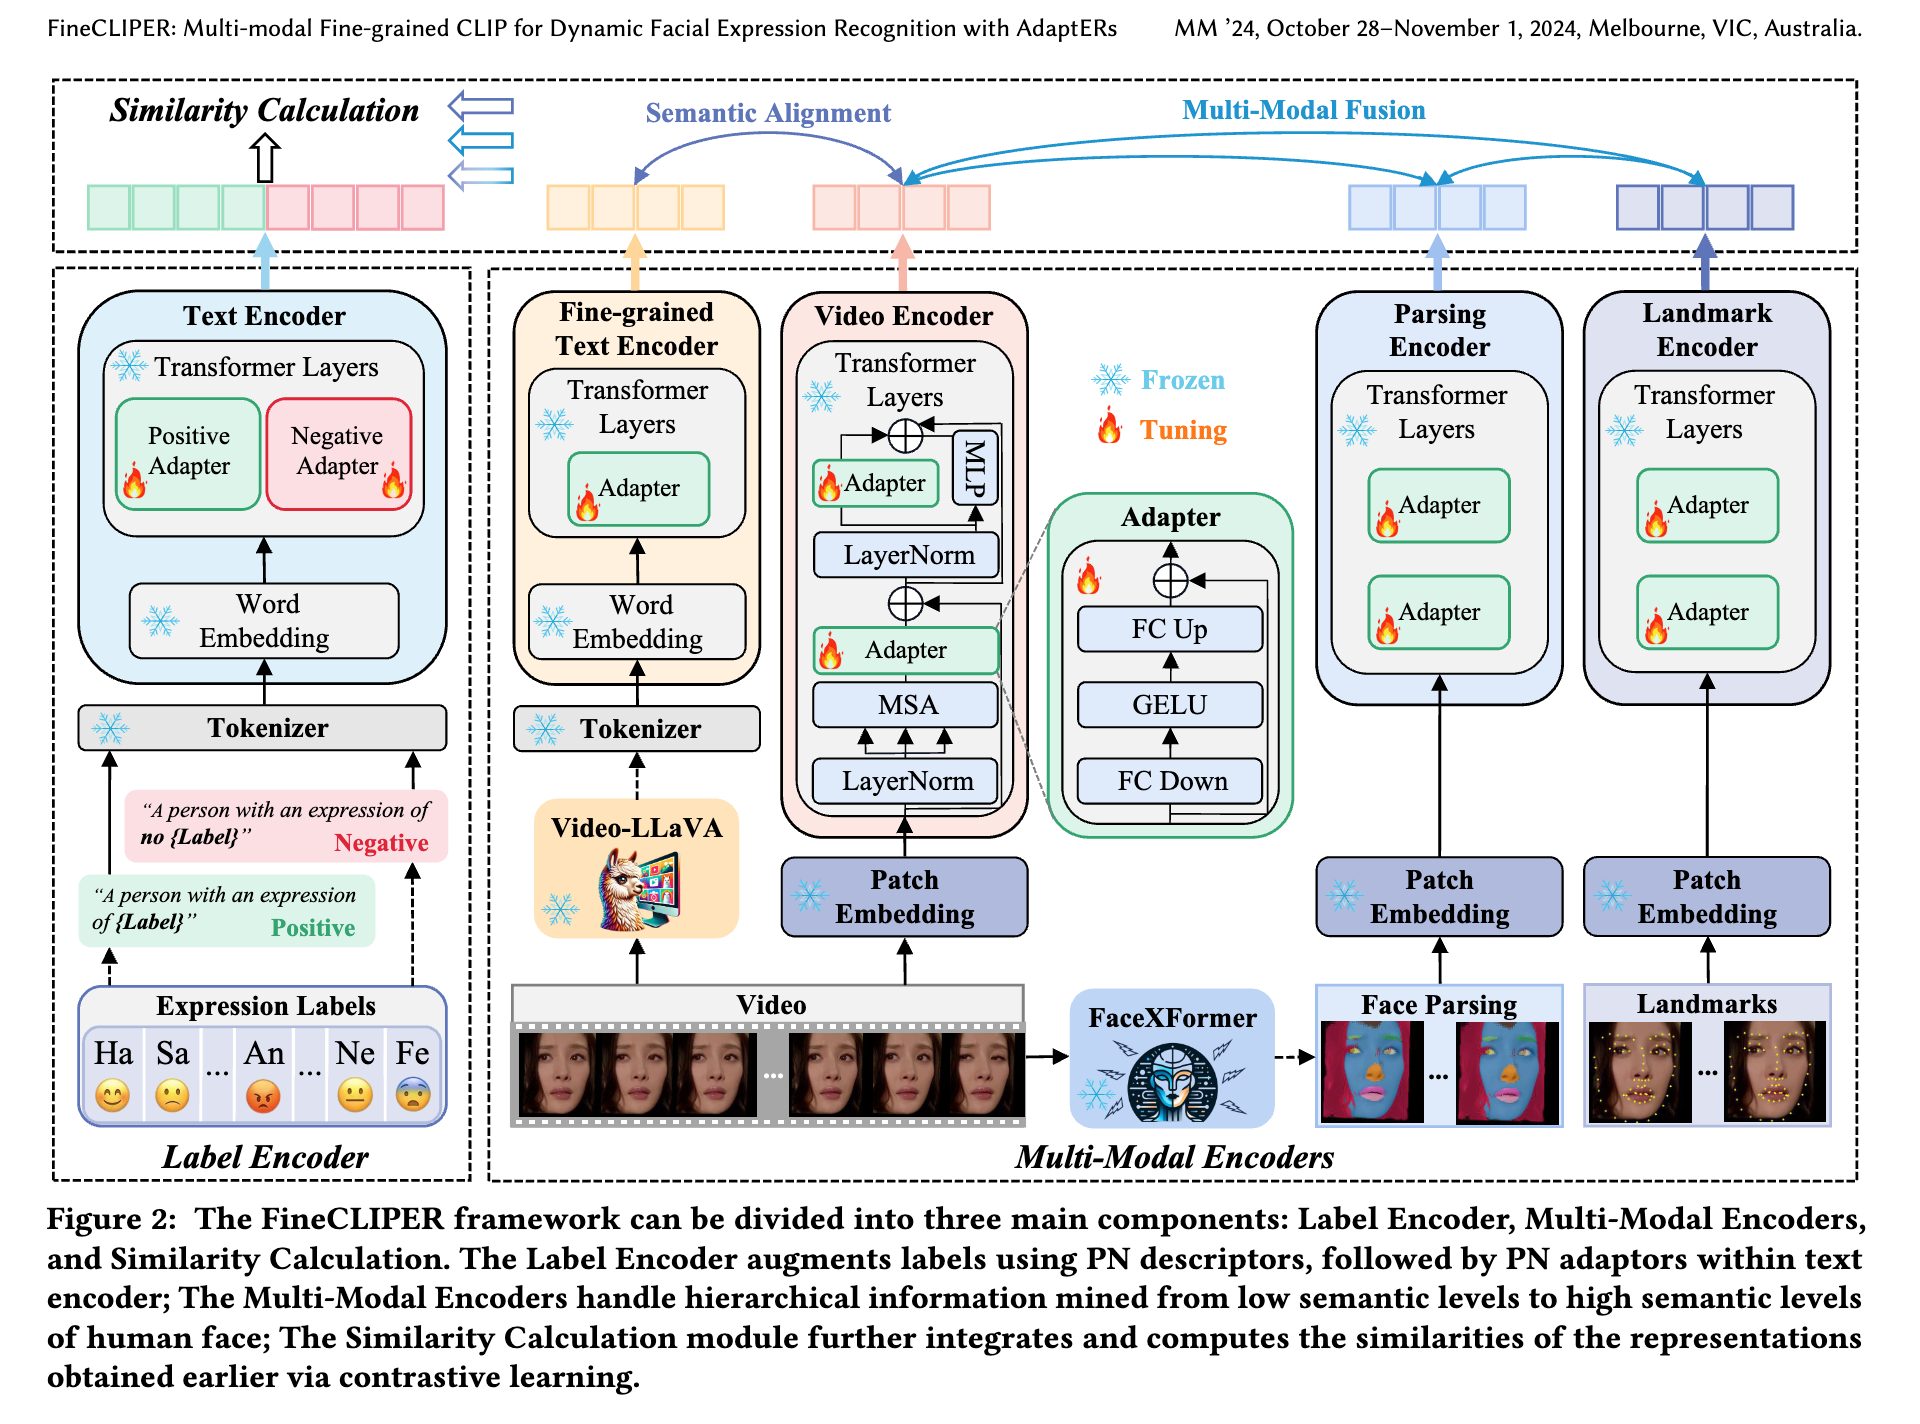 FineCLIPER: Multi-modal Fine-grained CLIP for Dynamic Facial Expression Recognition with AdaptERs
MM ’24, October 28–November 1, 2024, Melbourne, VIC, Australia.
Similarity Calculation
Semantic Alignment
Multi-Modal Fusion
Text Encoder
Transformer Layers
Positive
Adapter
Negative
Adapter
Word
Embedding
Tokenizer
“A person with an expression of
no {Label}”
Negative
“A person with an expression
of {Label}”
Positive
Expression Labels
Ha Sa ... An ... Ne Fe
Label Encoder
Fine-grained
Text Encoder
Transformer
Layers
Adapter
Word
Embedding
Tokenizer
Video-LLaVA
Video Encoder
Transformer
Layers
MLP
Adapter
LayerNorm
Adapter
MSA
LayerNorm
Patch
Embedding
Video
...
Frozen
Tuning
Adapter
FC Up
GELU
FC Down
FaceXFormer
Parsing
Encoder
Transformer
Layers
Adapter
Adapter
Patch
Embedding
Face Parsing
...
Landmark
Encoder
Transformer
Layers
Adapter
Adapter
Patch
Embedding
Landmarks
...
Multi-Modal Encoders
Figure 2: The FineCLIPER framework can be divided into three main components: Label Encoder, Multi-Modal Encoders,
and Similarity Calculation. The Label Encoder augments labels using PN descriptors, followed by PN adaptors within text
encoder; The Multi-Modal Encoders handle hierarchical information mined from low semantic levels to high semantic levels
of human face; The Similarity Calculation module further integrates and computes the similarities of the representations
obtained earlier via contrastive learning.